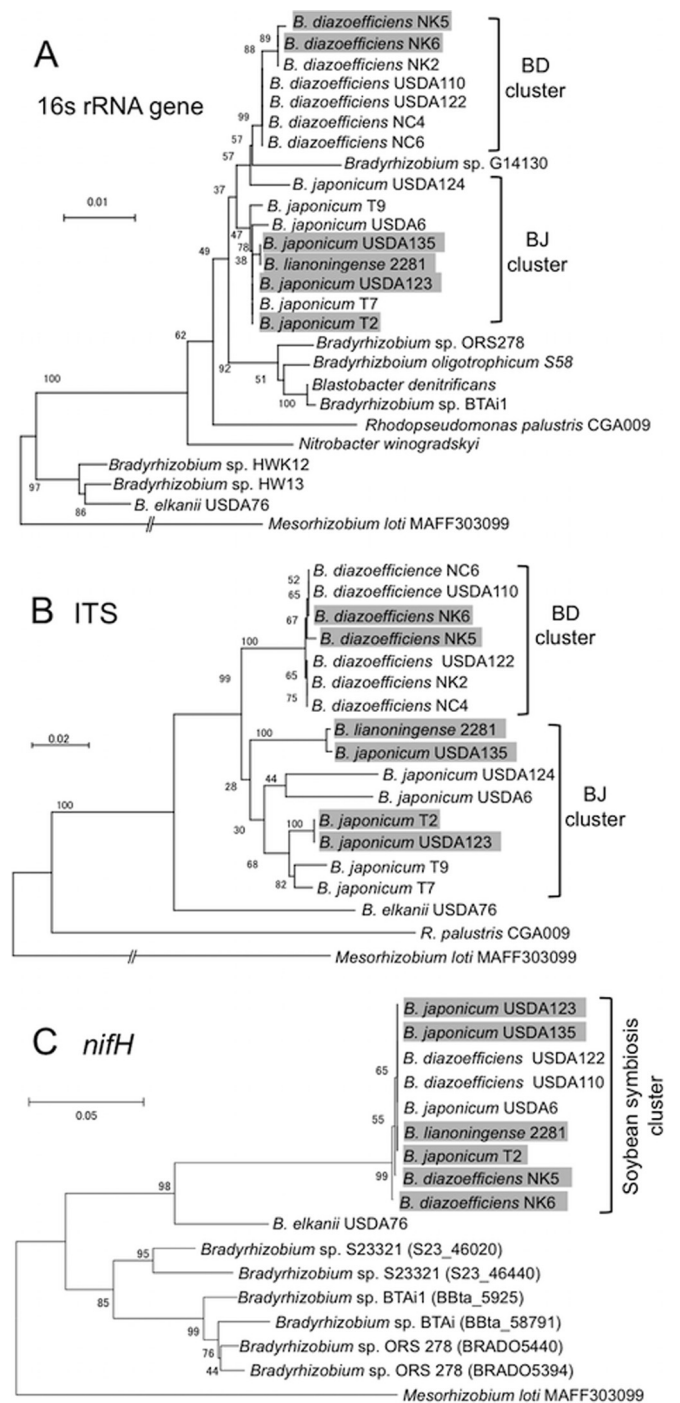 A
16s rRNA gene
0.01
B. diazoefficiens NK5
B. diazoefficiens NK6
B. diazoefficiens NK2
B. diazoefficiens USDA110
B. diazoefficiens USDA122
B. diazoefficiens NC4
B. diazoefficiens NC6
BD
cluster
Bradyrhizobium sp. G14130
B. japonicum USDA124
B. japonicum T9
B. japonicum USDA6
B. japonicum USDA135
B. lianoningense 2281
B. japonicum USDA123
B. japonicum T7
B. japonicum T2
BJ
cluster
Bradyrhizobium sp. ORS278
Bradyrhizboium oligotrophicum S58
Blastobacter denitrificans
Bradyrhizobium sp. BTAi1
Rhodopseudomonas palustris CGA009
Nitrobacter winogradskyi
Bradyrhizobium sp. HWK12
Bradyrhizobium sp. HW13
B. elkanii USDA76
Mesorhizobium loti MAFF303099
89
88
99
57
57
37
47
78
38
49
62
92
51
100
100
97
86
B ITS
0.02
B. diazoefficience NC6
B. diazoefficience USDA110
B. diazoefficiens NK6
B. diazoefficiens NK5
B. diazoefficiens USDA122
B. diazoefficiens NK2
B. diazoefficiens NC4
BD
cluster
B. lianoningense 2281
B. japonicum USDA135
B. japonicum USDA124
B. japonicum USDA6
B. japonicum T2
B. japonicum USDA123
B. japonicum T9
B. japonicum T7
BJ
cluster
B. elkanii USDA76
R. palustris CGA009
Mesorhizobium loti MAFF303099
52
65
67
100
65
75
99
100
28
44
30
100
68
82
100
C nifH
0.05
B. japonicum USDA123
B. japonicum USDA135
B. diazoefficiens USDA122
B. diazoefficiens USDA110
B. japonicum USDA6
B. lianoningense 2281
B. japonicum T2
B. diazoefficiens NK5
B. diazoefficiens NK6
Soybean symbiosis
cluster
B. elkanii USDA76
Bradyrhizobium sp. S23321 (S23_46020)
Bradyrhizobium sp. S23321 (S23_46440)
Bradyrhizobium sp. BTAi1 (BBta_5925)
Bradyrhizobium sp. BTAi (BBta_58791)
Bradyrhizobium sp. ORS 278 (BRADO5440)
Bradyrhizobium sp. ORS 278 (BRADO5394)
Mesorhizobium loti MAFF303099
65
55
99
98
95
85
99
76
44